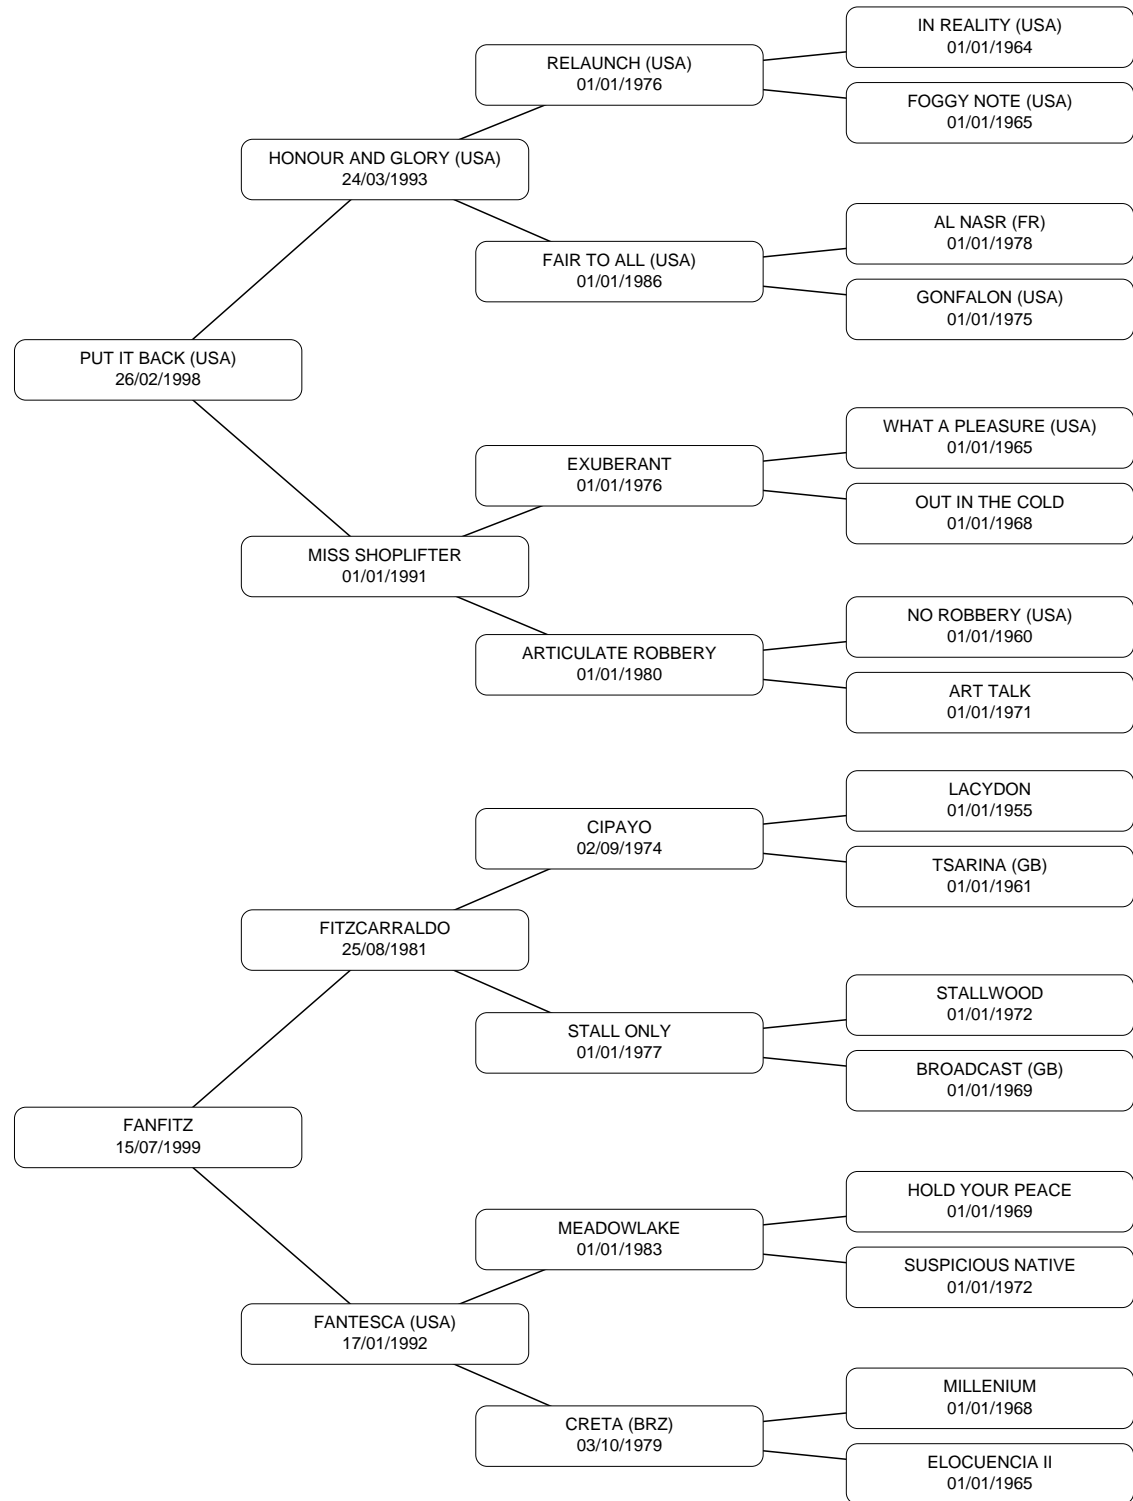 IN REALITY (USA)
01/01/1964
RELAUNCH (USA)
01/01/1976
FOGGY NOTE (USA)
01/01/1965
HONOUR AND GLORY (USA)
24/03/1993
AL NASR (FR)
01/01/1978
FAIR TO ALL (USA)
01/01/1986
GONFALON (USA)
01/01/1975
PUT IT BACK (USA)
26/02/1998
WHAT A PLEASURE (USA)
01/01/1965
EXUBERANT
01/01/1976
OUT IN THE COLD
01/01/1968
MISS SHOPLIFTER
01/01/1991
NO ROBBERY (USA)
01/01/1960
ARTICULATE ROBBERY
01/01/1980
ART TALK
01/01/1971
LACYDON
01/01/1955
CIPAYO
02/09/1974
TSARINA (GB)
01/01/1961
FITZCARRALDO
25/08/1981
STALLWOOD
01/01/1972
STALL ONLY
01/01/1977
BROADCAST (GB)
01/01/1969
FANFITZ
15/07/1999
HOLD YOUR PEACE
01/01/1969
MEADOWLAKE
01/01/1983
SUSPICIOUS NATIVE
01/01/1972
FANTESCA (USA)
17/01/1992
MILLENIUM
01/01/1968
CRETA (BRZ)
03/10/1979
ELOCUENCIA II
01/01/1965